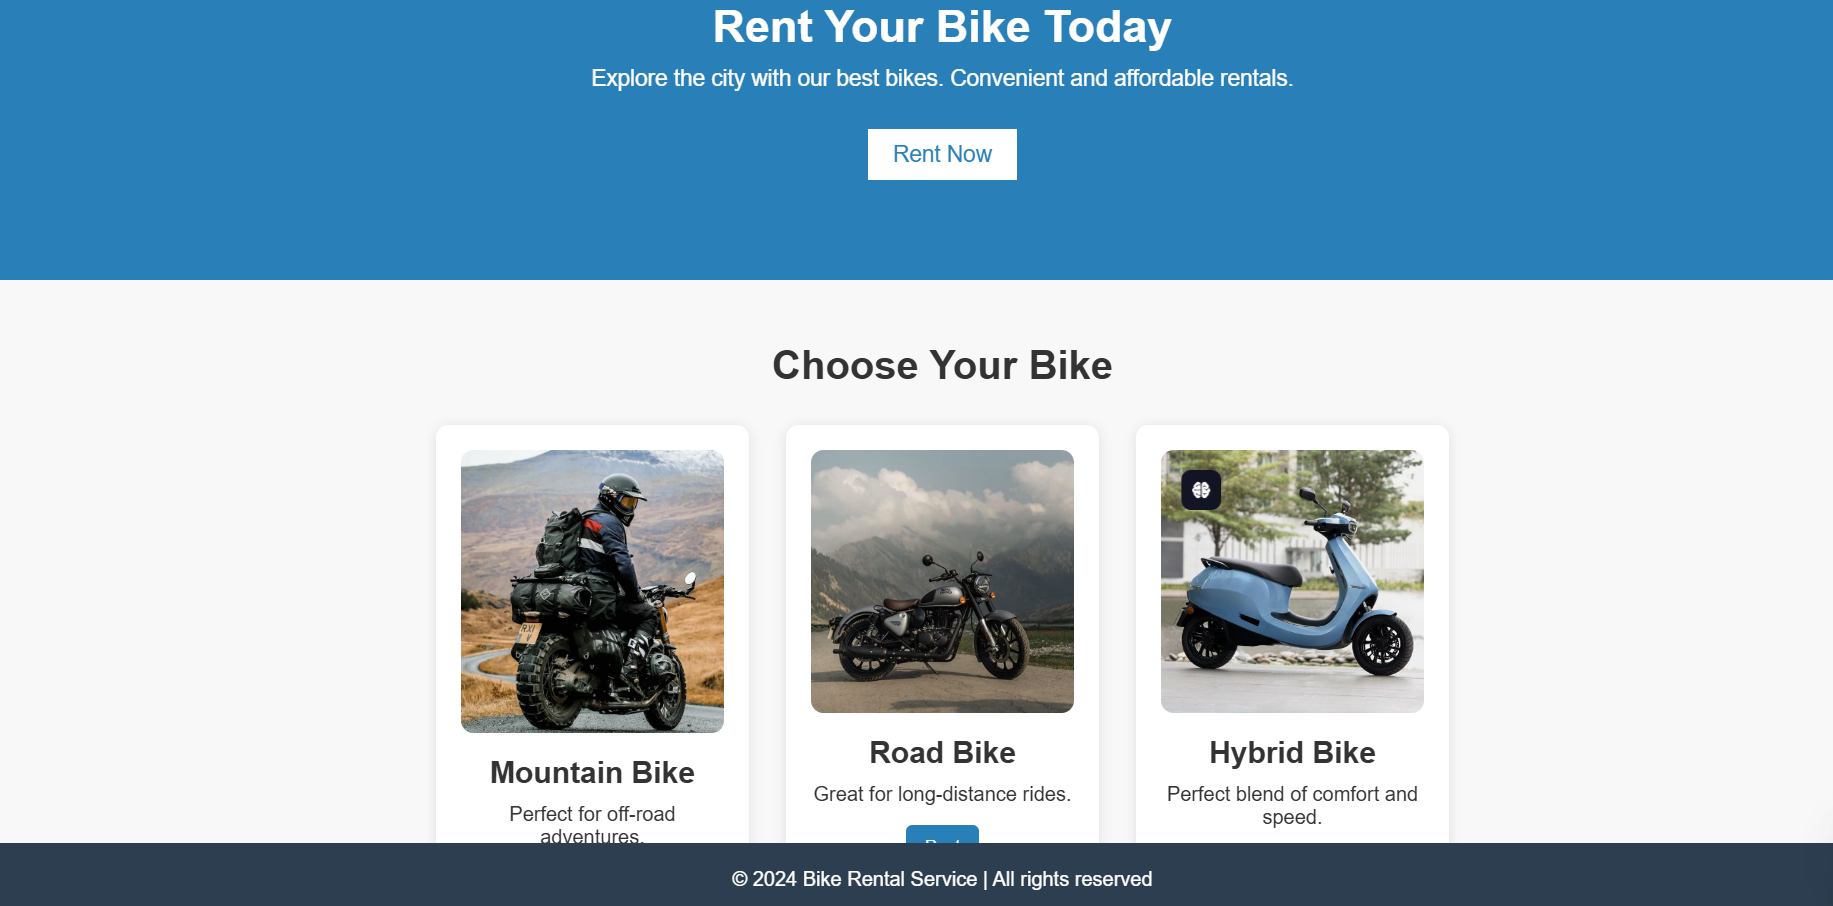 Rent Your Bike Today
Explore the city with our best bikes. Convenient and affordable rentals.
Rent Now
Choose Your Bike
RXI
V
Mountain Bike
Perfect for off-road
adventures.
Road Bike
Great for long-distance rides.
Rent
Hybrid Bike
Perfect blend of comfort and
speed.
© 2024 Bike Rental Service | All rights reserved